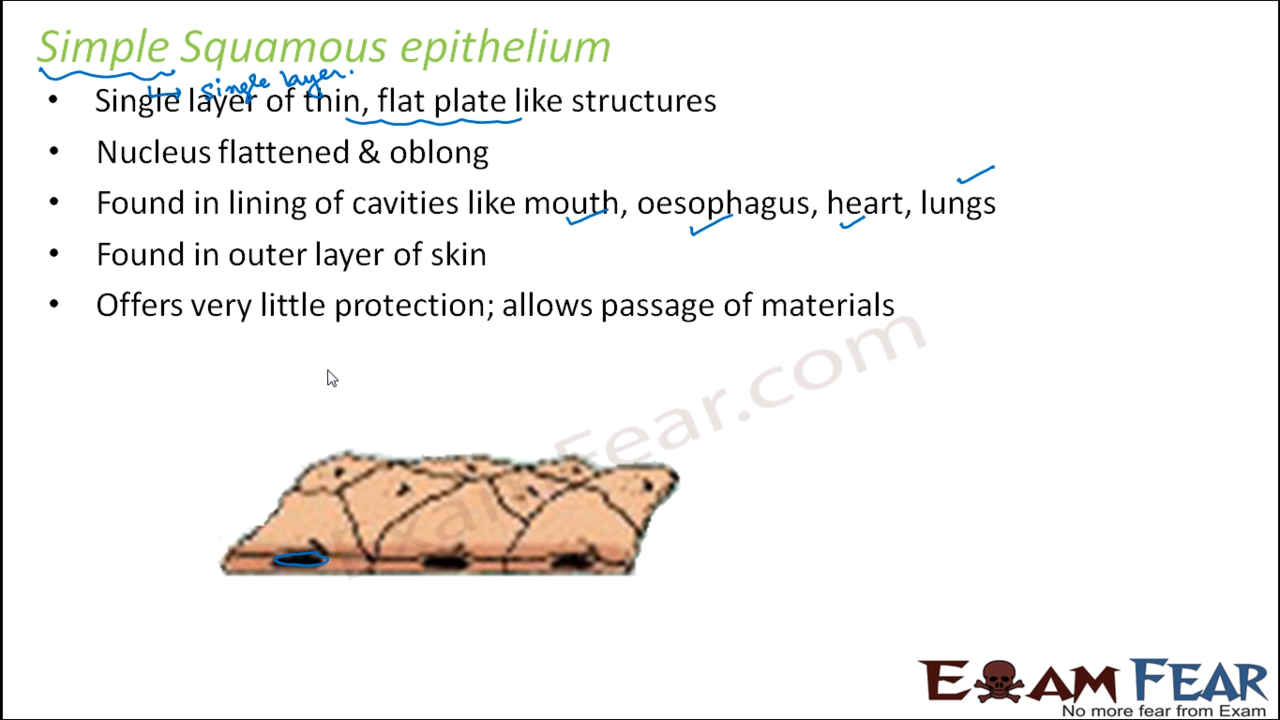 Simple Squamous epithelium
↳ single layer.
• Single layer of thin, flat plate like structures
• Nucleus flattened & oblong
• Found in lining of cavities like mouth, oesophagus, heart, lungs
• Found in outer layer of skin
• Offers very little protection; allows passage of materials
ExamFear.com
EXAM FEAR
No more fear from Exam